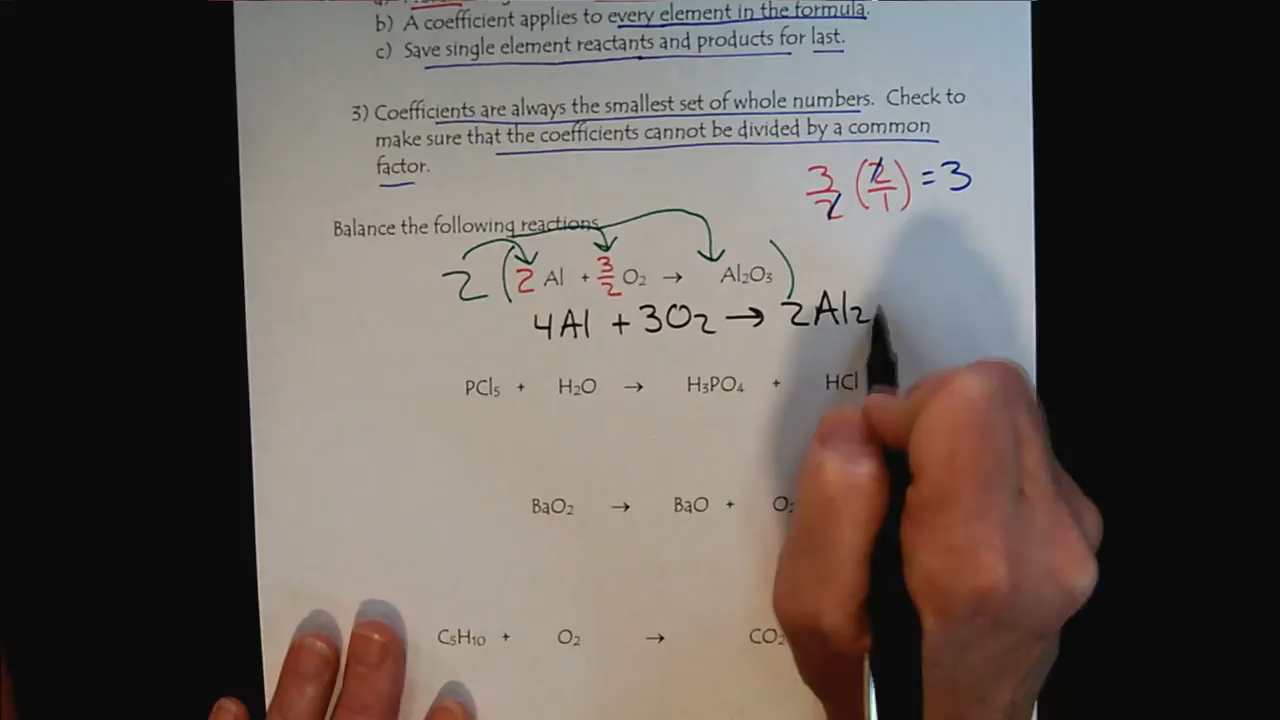 b) A coefficient applies to every element in the formula.
c) Save single element reactants and products for last.
3) Coefficients are always the smallest set of whole numbers. Check to
make sure that the coefficients cannot be divided by a common
factor.
3/2 (2/1) = 3
Balance the following reactions
2 (2 Al + 3/2 O₂ → Al₂O₃)
4Al + 3O₂ → 2Al₂
PCl₅ + H₂O → H₃PO₄ + HCl
BaO₂ → BaO + O₂
C₅H₁₀ + O₂ → CO₂